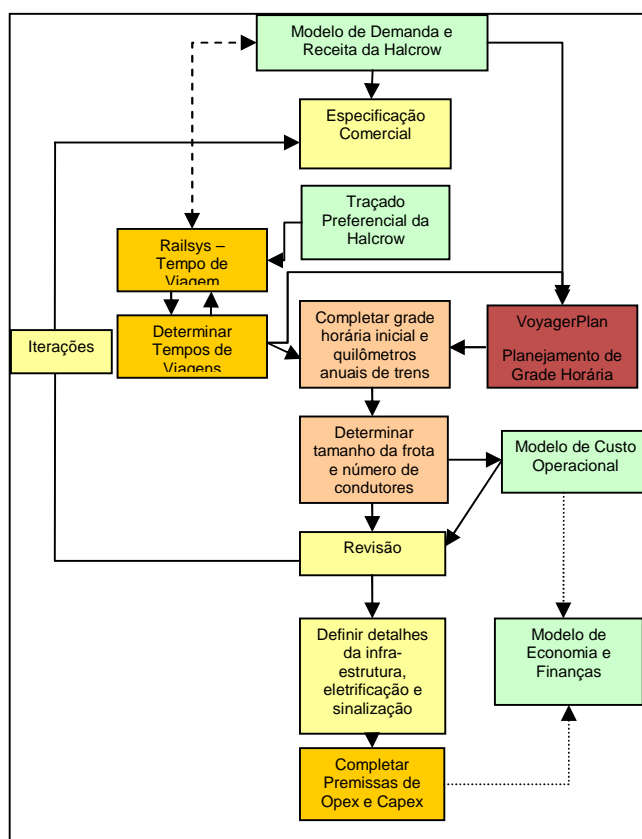 Modelo de Demanda e
Receita da Halcrow
Especificação
Comercial
Traçado
Preferencial da
Halcrow
Railsys –
Tempo de
Viagem
Iterações
Determinar
Tempos de
Viagens
Completar grade
horária inicial e
quilômetros
anuais de trens
VoyagerPlan
Planejamento de
Grade Horária
Determinar
tamanho da frota
e número de
condutores
Modelo de Custo
Operacional
Revisão
Definir detalhes
da infra-
estrutura,
eletrificação e
sinalização
Modelo de
Economia e
Finanças
Completar
Premissas de
Opex e Capex